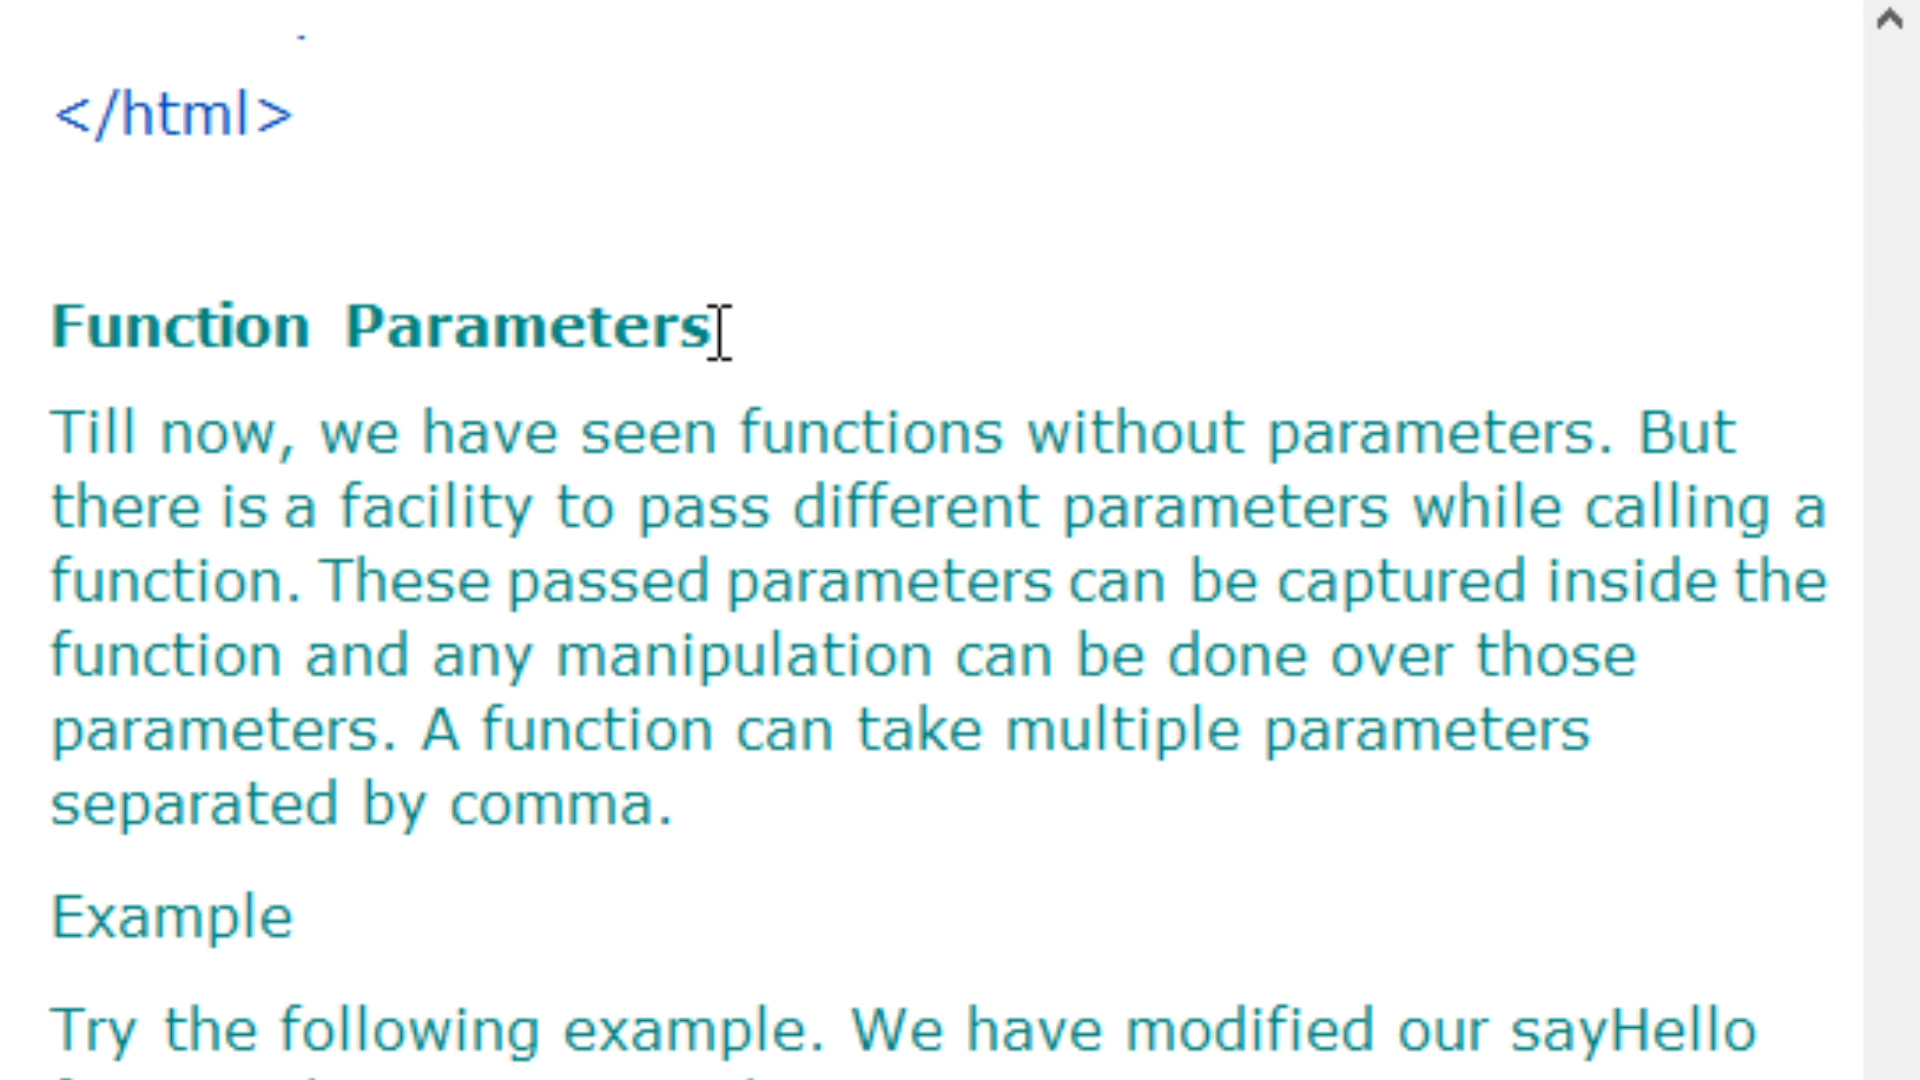 </html>
Function Parameters
Till now, we have seen functions without parameters. But
there is a facility to pass different parameters while calling a
function. These passed parameters can be captured inside the
function and any manipulation can be done over those
parameters. A function can take multiple parameters
separated by comma.
Example
Try the following example. We have modified our sayHello